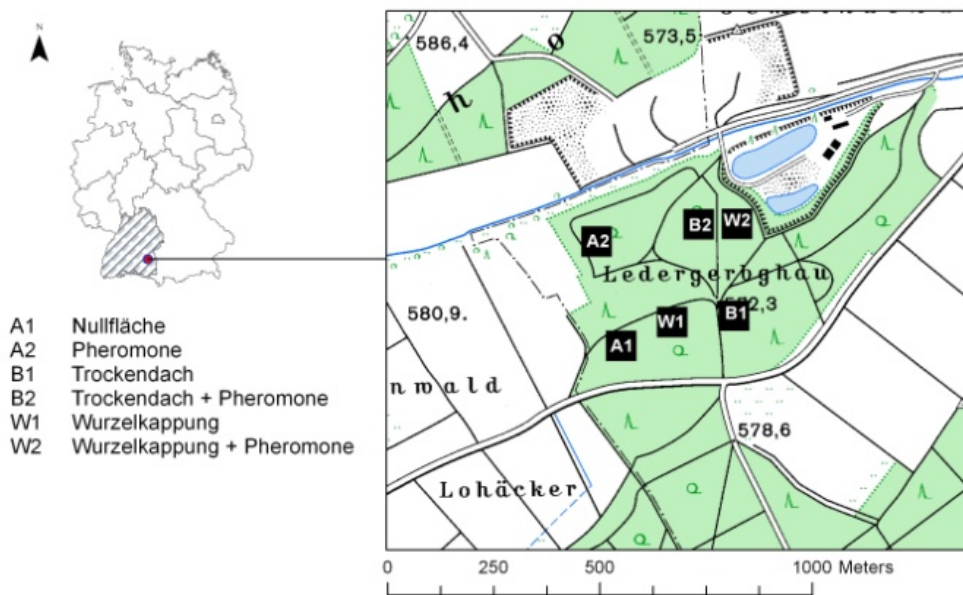 N
A1 Nullfläche
A2 Pheromone
B1 Trockendach
B2 Trockendach + Pheromone
W1 Wurzelkappung
W2 Wurzelkappung + Pheromone
586,4
h o
573,5
A2
B2
W2
Ledergerbghau
580,9.
W1
B1
A1
nwald
578,6
Lohäcker
0 250 500 1000 Meters